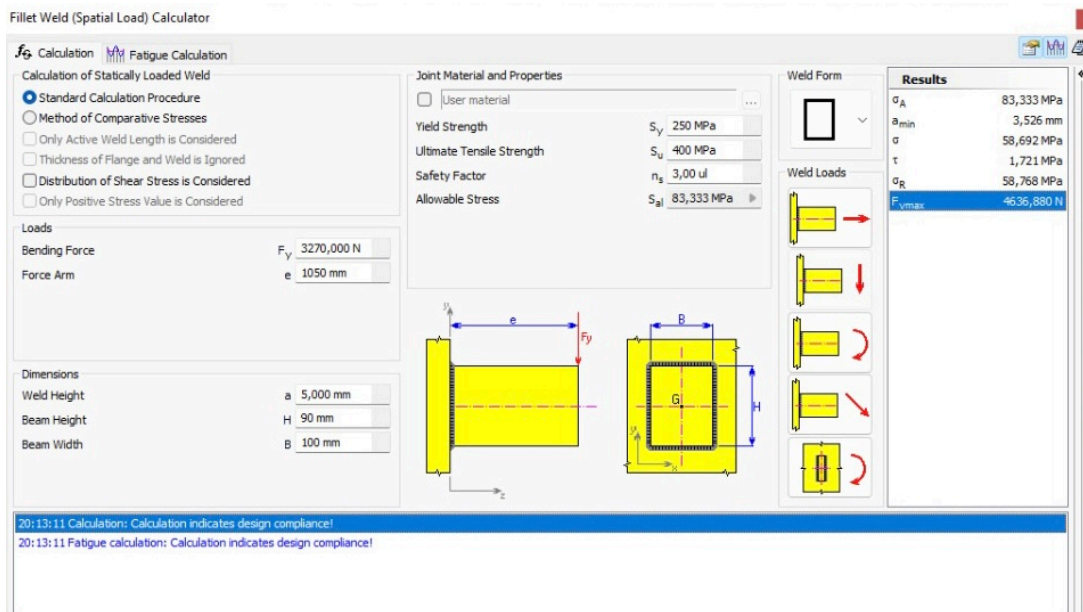 Fillet Weld (Spatial Load) Calculator
Calculation
Fatigue Calculation
Calculation of Statically Loaded Weld
Standard Calculation Procedure
Method of Comparative Stresses
Only Active Weld Length is Considered
Thickness of Flange and Weld is Ignored
Distribution of Shear Stress is Considered
Only Positive Stress Value is Considered
Loads
Bending Force Fy 3270,000 N
Force Arm e 1050 mm
Dimensions
Weld Height a 5,000 mm
Beam Height H 90 mm
Beam Width B 100 mm
Joint Material and Properties
User material ...
Yield Strength Sy 250 MPa
Ultimate Tensile Strength Su 400 MPa
Safety Factor ns 3,00 ul
Allowable Stress Sal 83,333 MPa
y e Fy z
B G H y x
Weld Form
Weld Loads
Results
σA 83,333 MPa
amin 3,526 mm
σ 58,692 MPa
τ 1,721 MPa
σR 58,768 MPa
Fymax 4636,880 N
20:13:11 Calculation: Calculation indicates design compliance!
20:13:11 Fatigue calculation: Calculation indicates design compliance!